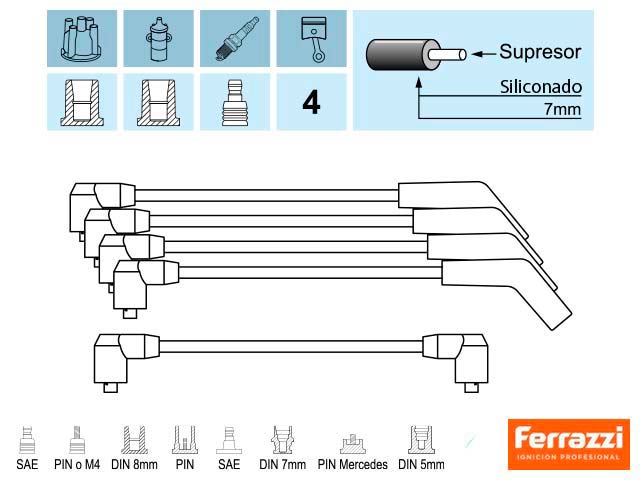 Supresor
Siliconado
7mm
4
SAE PIN o M4 DIN 8mm PIN SAE DIN 7mm PIN Mercedes DIN 5mm
Ferrazzi
IGNICION PROFESIONAL